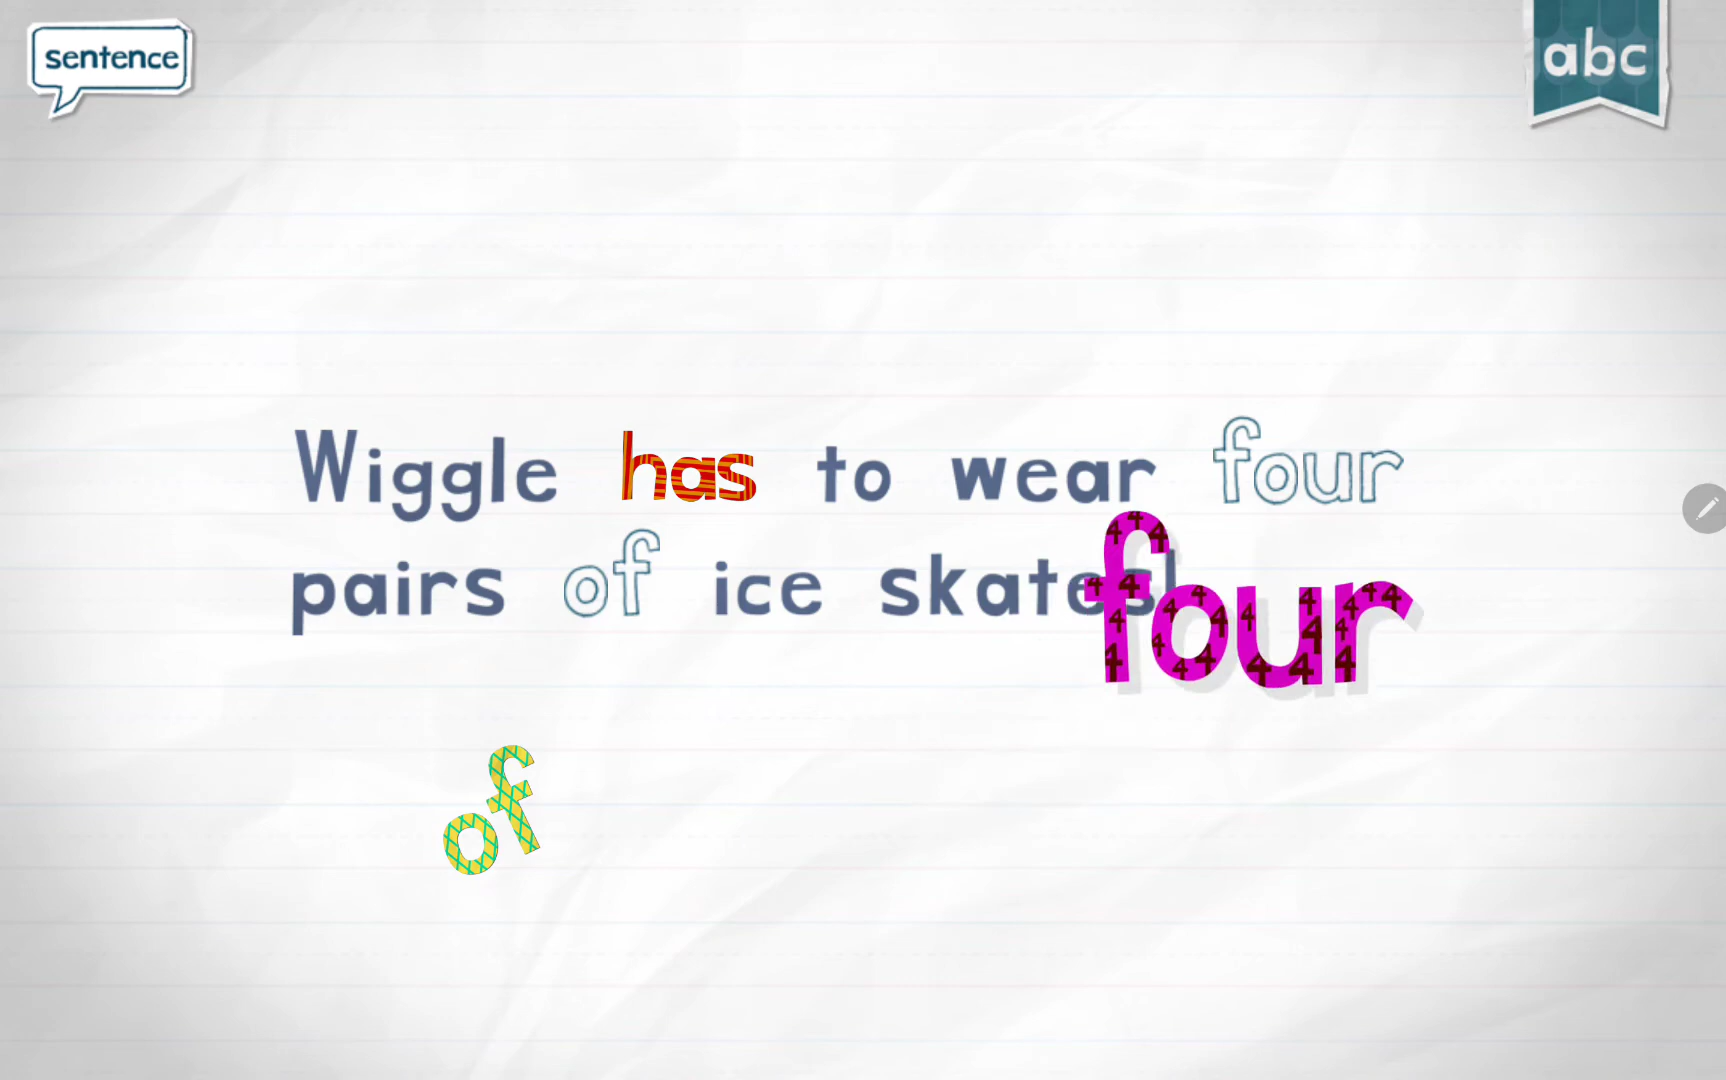 sentence
abc
Wiggle has to wear four
pairs of ice skates!
four
of